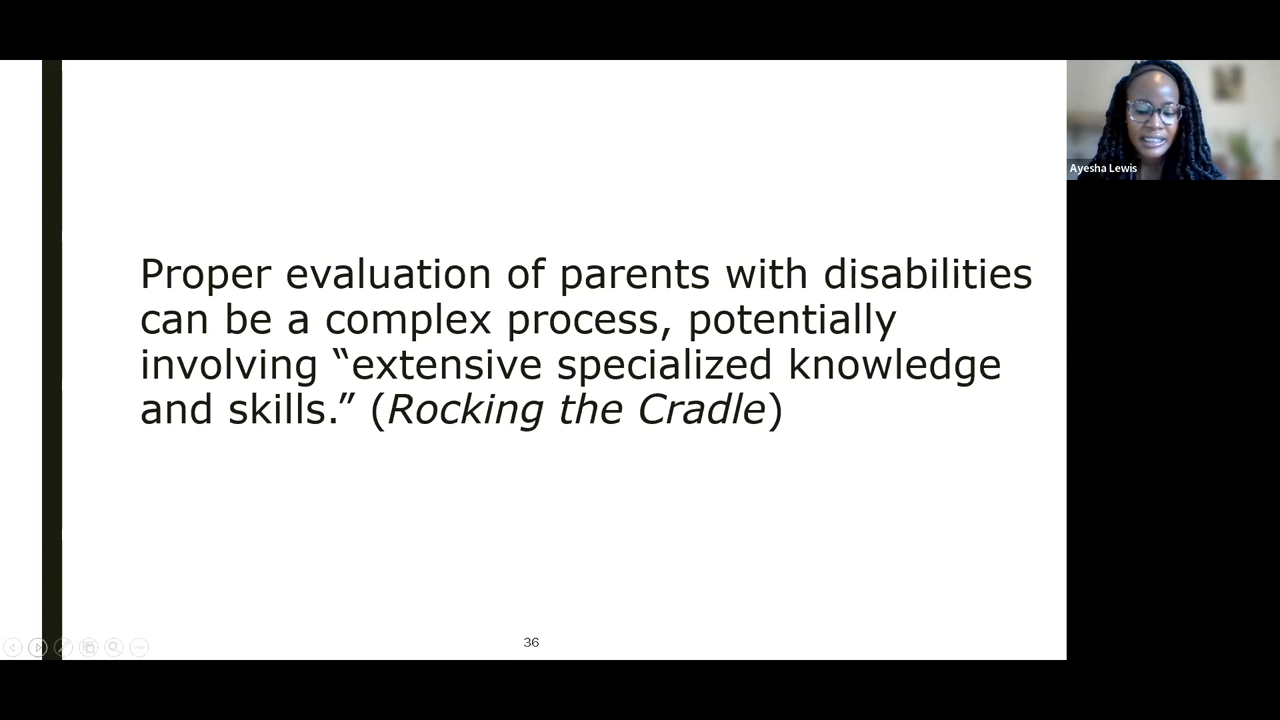 Proper evaluation of parents with disabilities
can be a complex process, potentially
involving “extensive specialized knowledge
and skills.” (Rocking the Cradle)
36
Ayesha Lewis